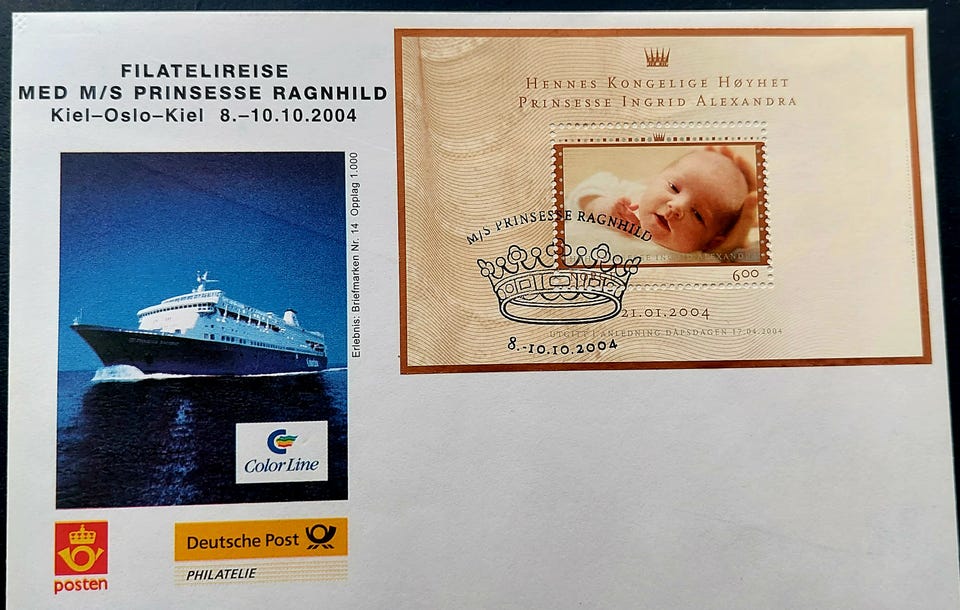 FILATELIREISE
MED M/S PRINSESSE RAGNHILD
Kiel–Oslo–Kiel 8.–10.10.2004
Erlebnis: Briefmarken Nr. 14 Opplag 1.000
Color Line
posten
Deutsche Post
PHILATELIE
HENNES KONGELIGE HØYHET
PRINSESSE INGRID ALEXANDRA
INGRID ALEXANDRA
6.00
M/S PRINSESSE RAGNHILD
21.01.2004
UTGITT I ANLEDNING DÅPSDAGEN 17.04.2004
8.-10.10.2004